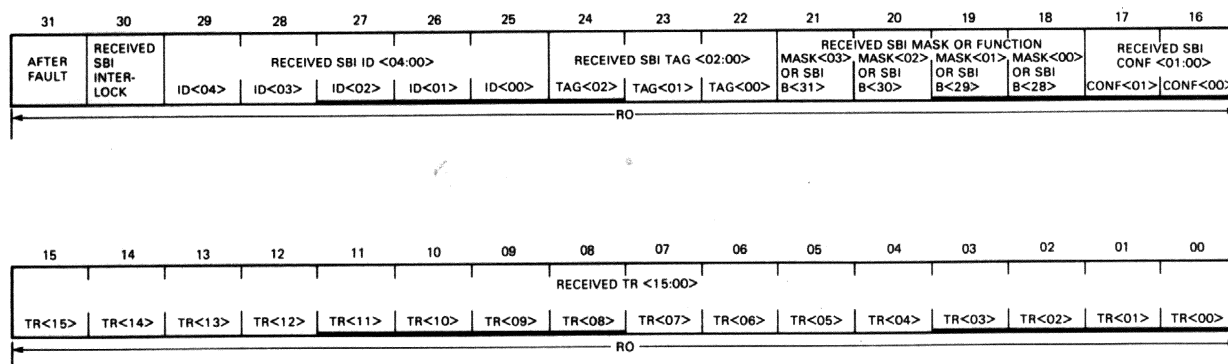 31 30 29 28 27 26 25 24 23 22 21 20 19 18 17 16
AFTER FAULT
RECEIVED SBI INTER- LOCK
RECEIVED SBI ID <04:00>
ID<04> ID<03> ID<02> ID<01> ID<00>
RECEIVED SBI TAG <02:00>
TAG<02> TAG<01> TAG<00>
RECEIVED SBI MASK OR FUNCTION
MASK<03> MASK<02> MASK<01> MASK<00>
OR SBI OR SBI OR SBI OR SBI
B<31> B<30> B<29> B<28>
RECEIVED SBI
CONF <01:00>
CONF<01> CONF<00>
RO
15 14 13 12 11 10 09 08 07 06 05 04 03 02 01 00
RECEIVED TR <15:00>
TR<15> TR<14> TR<13> TR<12> TR<11> TR<10> TR<09> TR<08> TR<07> TR<06> TR<05> TR<04> TR<03> TR<02> TR<01> TR<00>
RO